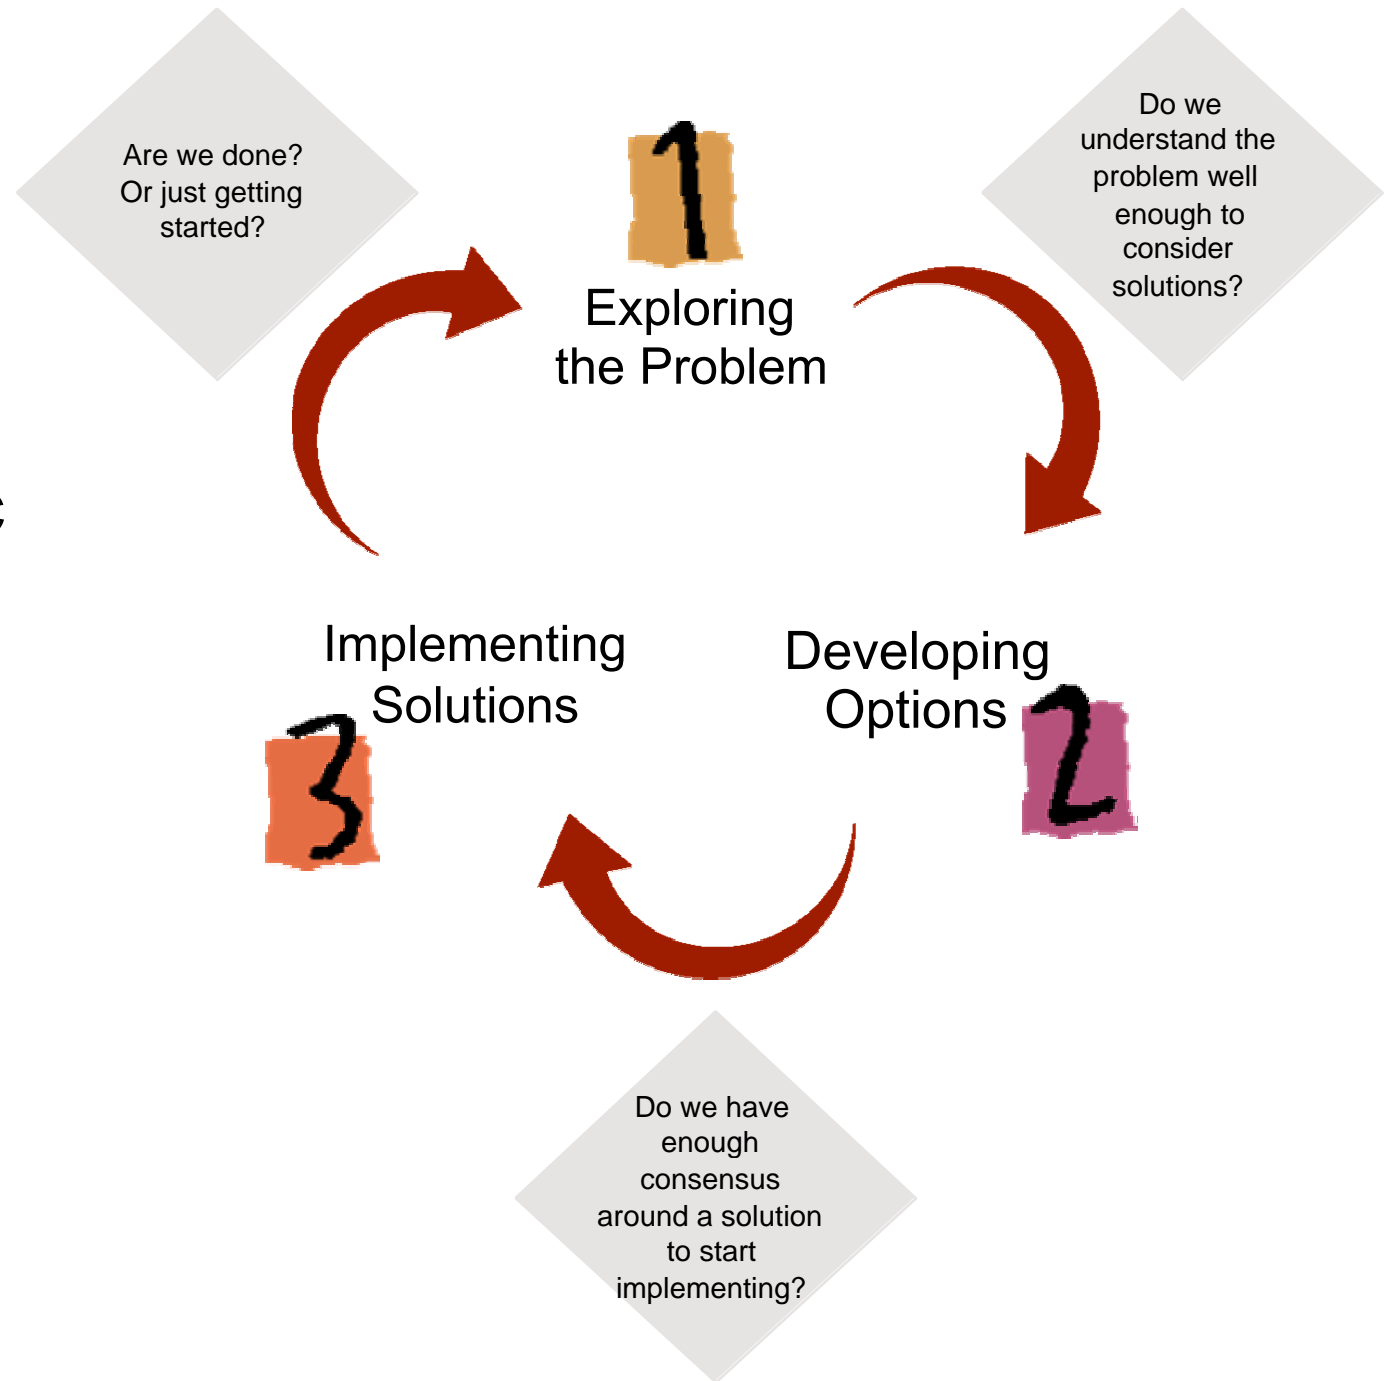 Are we done?
Or just getting
started?
1
Exploring
the Problem
Do we
understand the
problem well
enough to
consider
solutions?
Developing
Options
2
Do we have
enough
consensus
around a solution
to start
implementing?
Implementing
Solutions
3